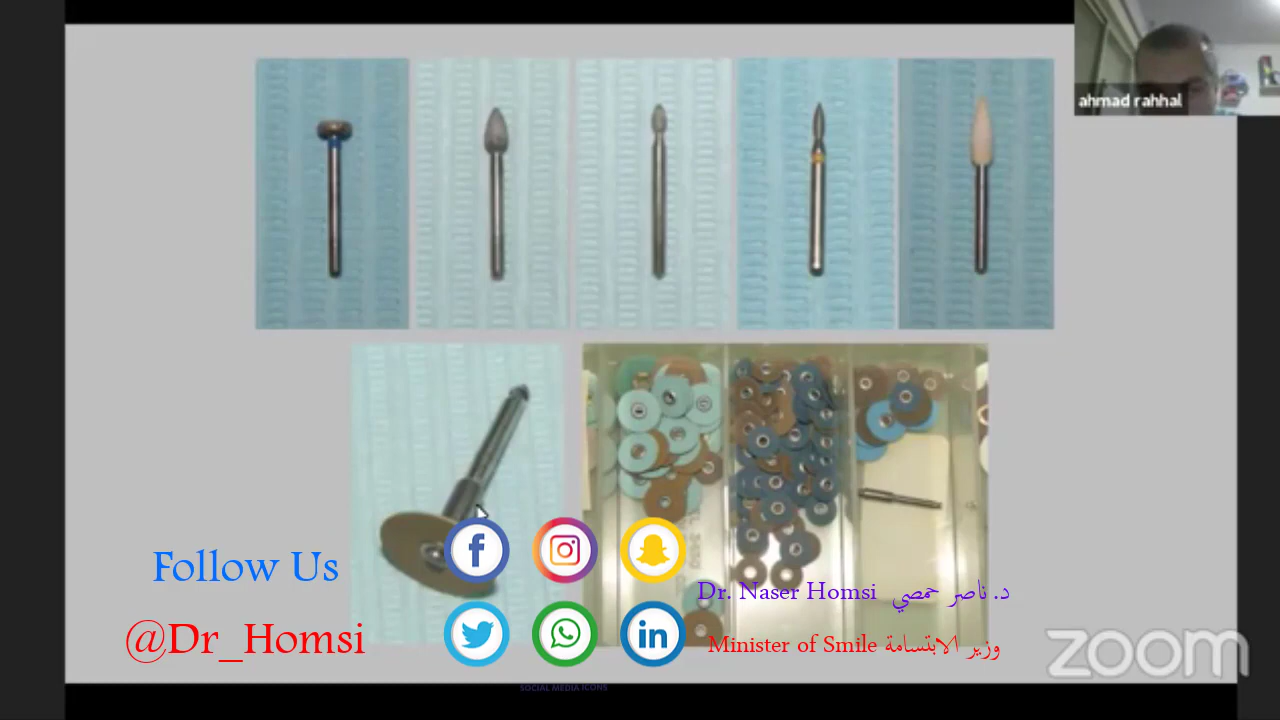 ahmad rahhal
Follow Us
@Dr_Homsi
Dr. Naser Homsi د. ناصر حمصي
Minister of Smile وزير الابتسامة
zoom
SOCIAL MEDIA ICONS